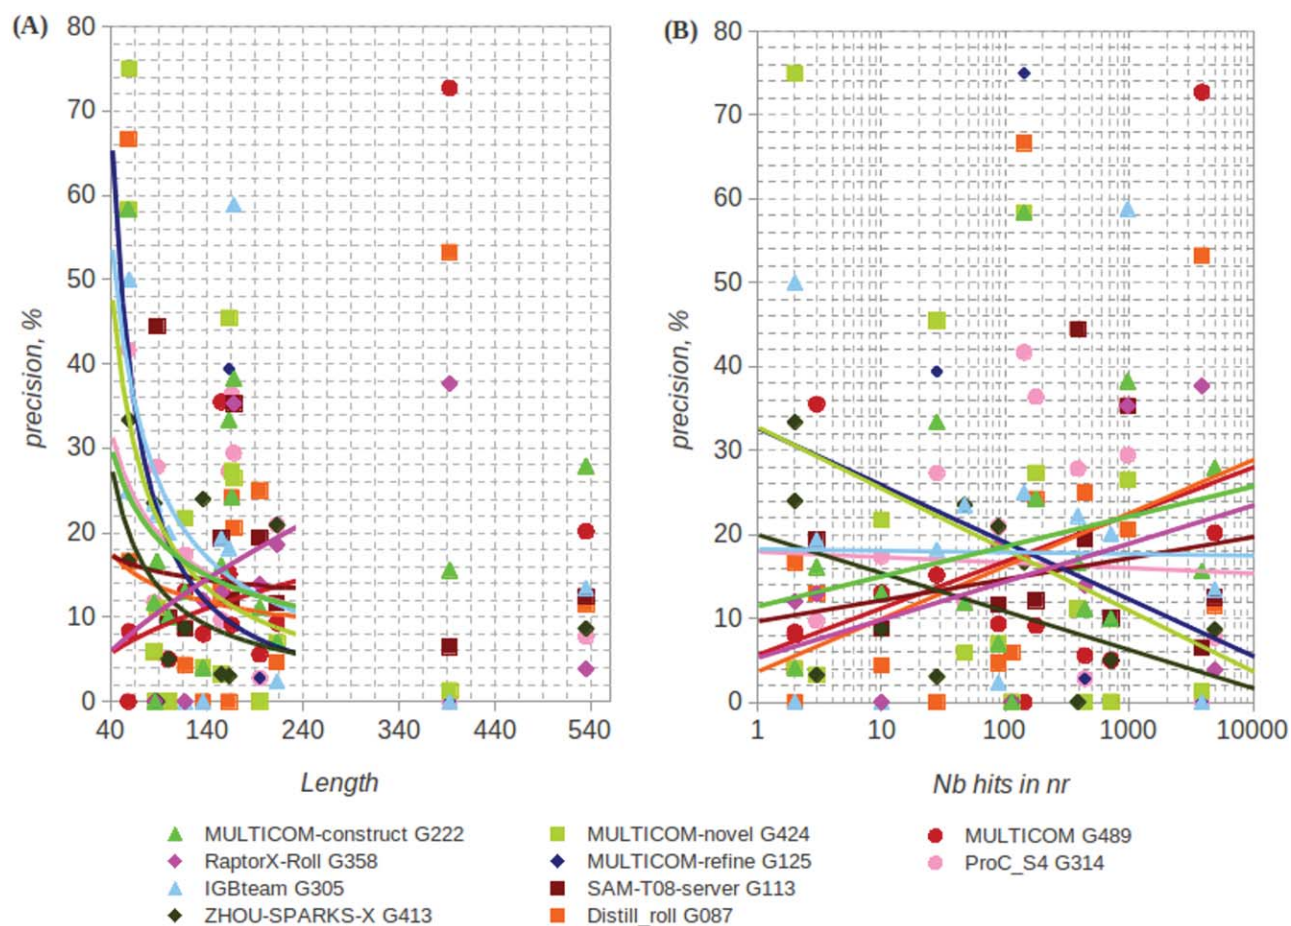 (A)
80
70
60
50
40
30
20
10
0
precision, %
40 140 240 340 440 540
Length
(B)
80
70
60
50
40
30
20
10
0
precision, %
1 10 100 1000 10000
Nb hits in nr
MULTICOM-construct G222
RaptorX-Roll G358
IGBteam G305
ZHOU-SPARKS-X G413
MULTICOM-novel G424
MULTICOM-refine G125
SAM-T08-server G113
Distill_roll G087
MULTICOM G489
ProC_S4 G314